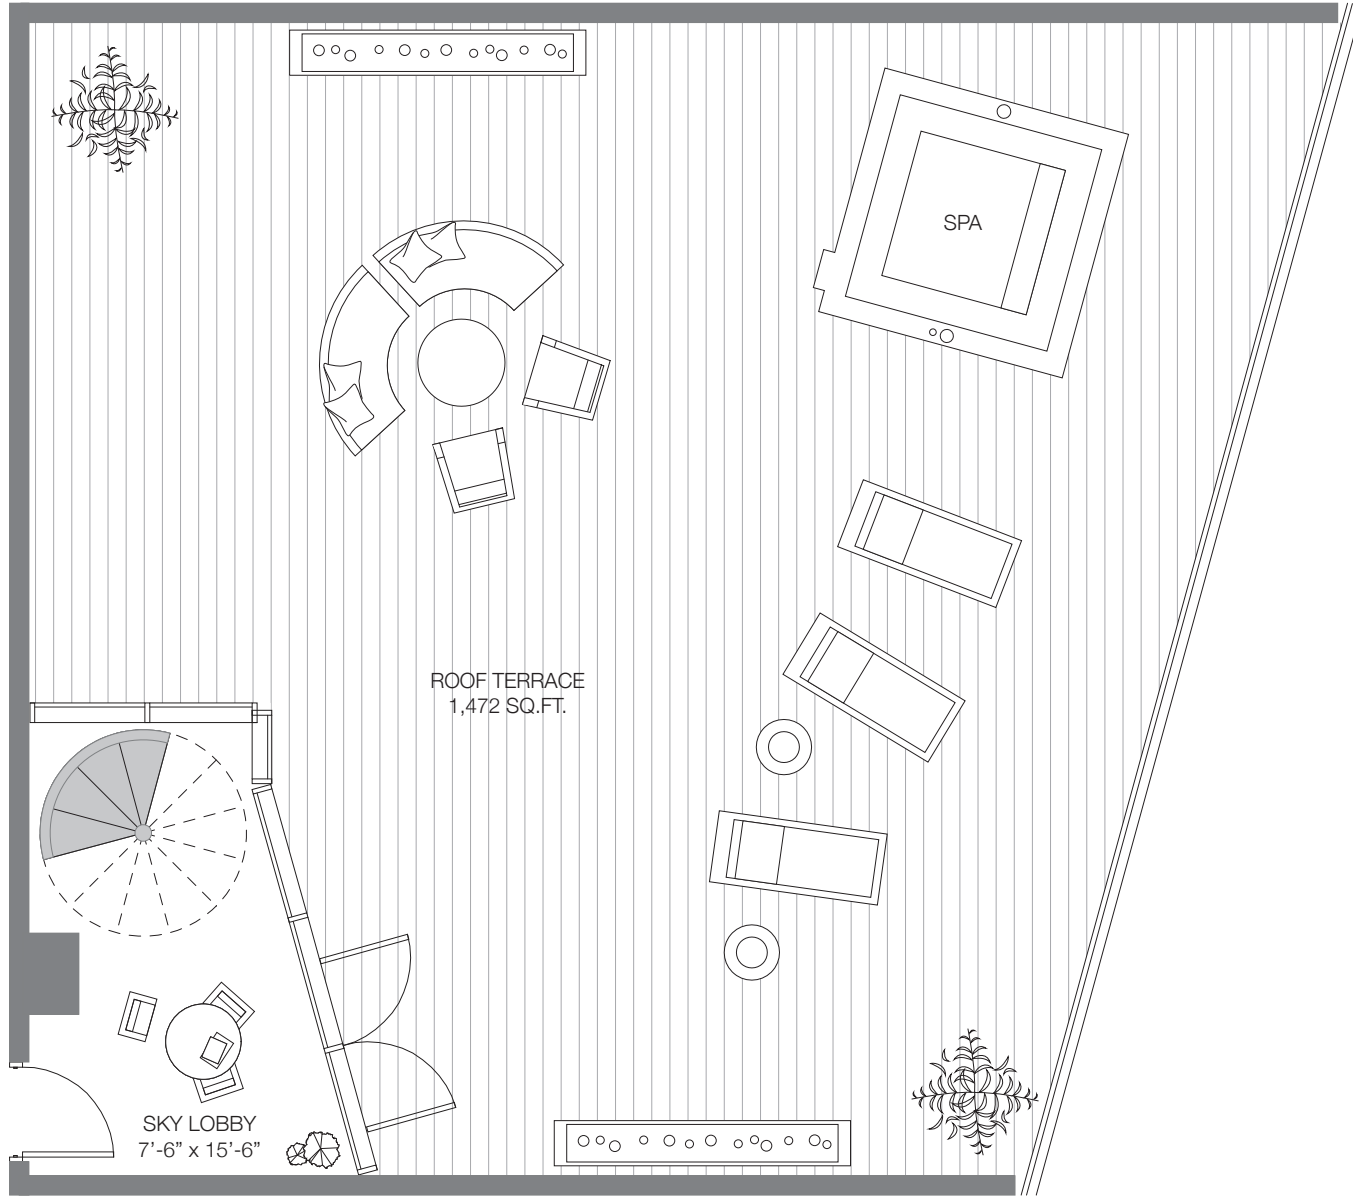 SPA
ROOF TERRACE
1,472 SQ.FT.
SKY LOBBY
7’-6” x 15’-6”